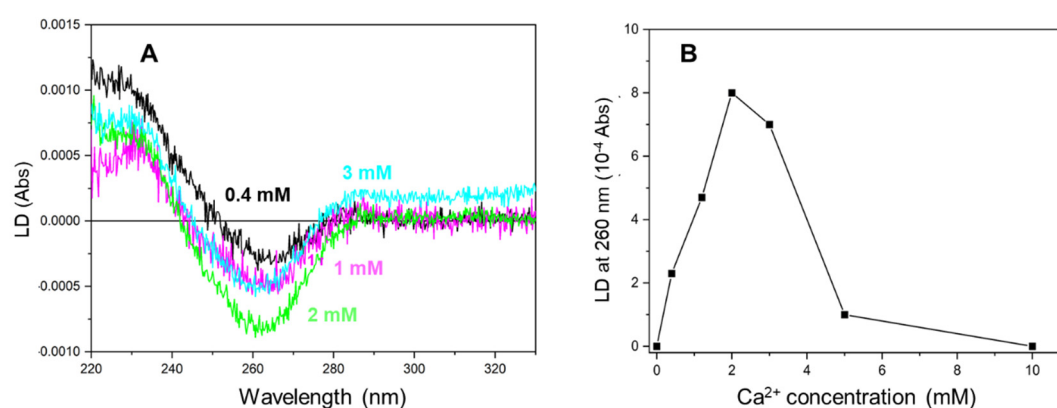 A
0.0015
0.0010
0.0005
0.0000
-0.0005
-0.0010
LD (Abs)
3 mM
0.4 mM
1 mM
2 mM
220 240 260 280 300 320
Wavelength (nm)
B
10
8
6
4
2
0
LD at 260 nm (10⁻⁴ Abs)
0 2 4 6 8 10
Ca²⁺ concentration (mM)